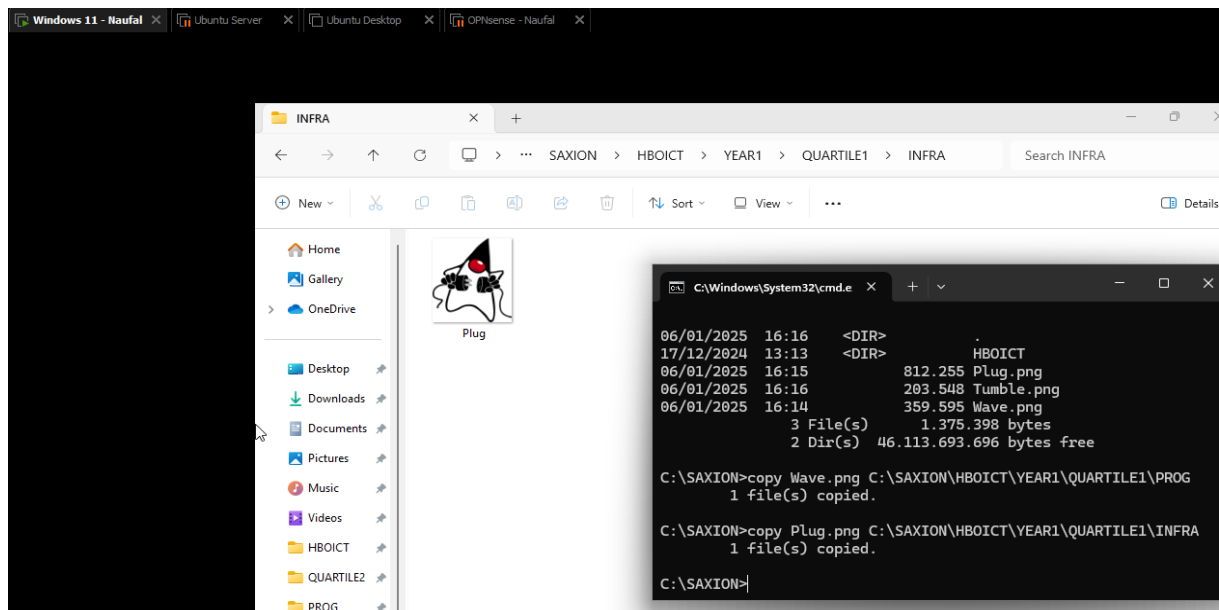 Windows 11 - Naufal
Ubuntu Server
Ubuntu Desktop
OPNsense - Naufal
INFRA
... SAXION > HBOICT > YEAR1 > QUARTILE1 > INFRA
Search INFRA
New
Sort
View
Details
Home
Gallery
OneDrive
Desktop
Downloads
Documents
Pictures
Music
Videos
HBOICT
QUARTILE2
PROG
Plug
C:\Windows\System32\cmd.e
06/01/2025  16:16    <DIR>          .
17/12/2024  13:13    <DIR>          HBOICT
06/01/2025  16:15           812.255 Plug.png
06/01/2025  16:16           203.548 Tumble.png
06/01/2025  16:14           359.595 Wave.png
3 File(s)      1.375.398 bytes
2 Dir(s)  46.113.693.696 bytes free
C:\SAXION>copy Wave.png C:\SAXION\HBOICT\YEAR1\QUARTILE1\PROG
1 file(s) copied.
C:\SAXION>copy Plug.png C:\SAXION\HBOICT\YEAR1\QUARTILE1\INFRA
1 file(s) copied.
C:\SAXION>